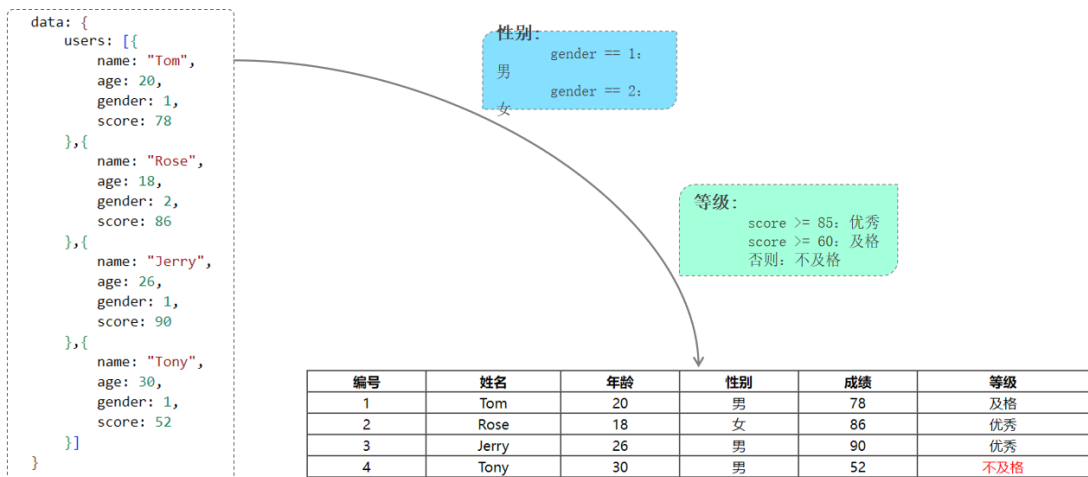 data: {
users: [{
name: "Tom",
age: 20,
gender: 1,
score: 78
},{
name: "Rose",
age: 18,
gender: 2,
score: 86
},{
name: "Jerry",
age: 26,
gender: 1,
score: 90
},{
name: "Tony",
age: 30,
gender: 1,
score: 52
}]
}
性别:
gender == 1:
男
gender == 2:
女
等级:
score >= 85: 优秀
score >= 60: 及格
否则: 不及格
编号 姓名 年龄 性别 成绩 等级
1 Tom 20 男 78 及格
2 Rose 18 女 86 优秀
3 Jerry 26 男 90 优秀
4 Tony 30 男 52 不及格